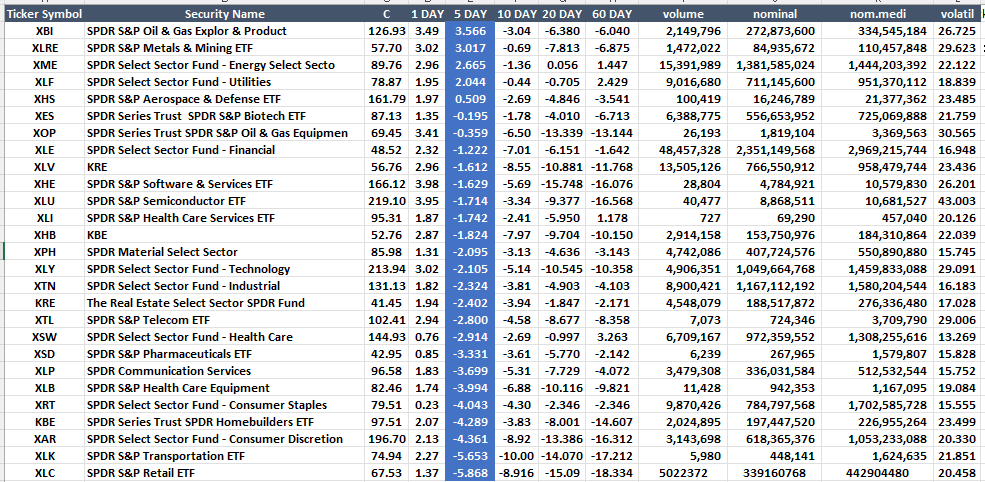 Ticker Symbol Security Name C 1 DAY 5 DAY 10 DAY 20 DAY 60 DAY volume nominal nom.medi volatil
XBI SPDR S&P Oil & Gas Explor & Product 126.93 3.49 3.566 -3.04 -6.380 -6.040 2,149,796 272,873,600 334,545,184 26.725
XLRE SPDR S&P Metals & Mining ETF 57.70 3.02 3.017 -0.69 -7.813 -6.875 1,472,022 84,935,672 110,457,848 29.623
XME SPDR Select Sector Fund - Energy Select Secto 89.76 2.96 2.665 -1.36 0.056 1.447 15,391,989 1,381,585,024 1,444,203,392 22.122
XLF SPDR Select Sector Fund - Utilities 78.87 1.95 2.044 -0.44 -0.705 2.429 9,016,680 711,145,600 951,370,112 18.839
XHS SPDR S&P Aerospace & Defense ETF 161.79 1.97 0.509 -2.69 -4.846 -3.541 100,419 16,246,789 21,377,362 23.485
XES SPDR Series Trust SPDR S&P Biotech ETF 87.13 1.35 -0.195 -1.78 -4.010 -6.713 6,388,775 556,653,952 725,069,888 21.759
XOP SPDR Series Trust SPDR S&P Oil & Gas Equipmen 69.45 3.41 -0.359 -6.50 -13.339 -13.144 26,193 1,819,104 3,369,563 30.565
XLE SPDR Select Sector Fund - Financial 48.52 2.32 -1.222 -7.01 -6.151 -1.642 48,457,328 2,351,149,568 2,969,215,744 16.948
XLV KRE 56.76 2.96 -1.612 -8.55 -10.881 -11.768 13,505,126 766,550,912 958,479,744 23.436
XHE SPDR S&P Software & Services ETF 166.12 3.98 -1.629 -5.69 -15.748 -16.076 28,804 4,784,921 10,579,830 26.201
XLU SPDR S&P Semiconductor ETF 219.10 3.95 -1.714 -3.34 -9.377 -16.568 40,477 8,868,511 10,681,527 43.003
XLI SPDR S&P Health Care Services ETF 95.31 1.87 -1.742 -2.41 -5.950 1.178 727 69,290 457,040 20.126
XHB KBE 52.76 2.87 -1.824 -7.97 -9.704 -10.150 2,914,158 153,750,976 184,310,864 22.039
XPH SPDR Material Select Sector 85.98 1.31 -2.095 -3.13 -4.636 -3.143 4,742,086 407,724,576 550,890,880 15.745
XLY SPDR Select Sector Fund - Technology 213.94 3.02 -2.105 -5.14 -10.545 -10.358 4,906,351 1,049,664,768 1,459,833,088 29.091
XTN SPDR Select Sector Fund - Industrial 131.13 1.82 -2.324 -3.81 -4.903 -4.103 8,900,421 1,167,112,192 1,580,204,544 16.183
KRE The Real Estate Select Sector SPDR Fund 41.45 1.94 -2.402 -3.94 -1.847 -2.171 4,548,079 188,517,872 276,336,480 17.028
XTL SPDR S&P Telecom ETF 102.41 2.94 -2.800 -4.58 -8.677 -8.358 7,073 724,346 3,709,790 29.006
XSW SPDR Select Sector Fund - Health Care 144.93 0.76 -2.914 -2.69 -0.997 3.263 6,709,167 972,359,552 1,308,255,616 13.269
XSD SPDR S&P Pharmaceuticals ETF 42.95 0.85 -3.331 -3.61 -5.770 -2.142 6,239 267,965 1,579,807 15.828
XLP SPDR Communication Services 96.58 1.83 -3.699 -5.31 -7.729 -4.072 3,479,308 336,031,584 512,532,544 15.752
XLB SPDR S&P Health Care Equipment 82.46 1.74 -3.994 -6.88 -10.116 -9.821 11,428 942,353 1,167,095 19.084
XRT SPDR Select Sector Fund - Consumer Staples 79.51 0.23 -4.043 -4.30 -2.346 -2.346 9,870,426 784,797,568 1,702,585,728 15.555
KBE SPDR Series Trust SPDR Homebuilders ETF 97.51 2.07 -4.289 -3.83 -8.001 -14.607 2,024,895 197,447,520 226,955,264 23.499
XAR SPDR Select Sector Fund - Consumer Discretion 196.70 2.13 -4.361 -8.92 -13.386 -16.312 3,143,698 618,365,376 1,053,233,088 20.330
XLK SPDR S&P Transportation ETF 74.94 2.27 -5.653 -10.00 -14.070 -17.212 5,980 448,141 1,624,635 21.851
XLC SPDR S&P Retail ETF 67.53 1.37 -5.868 -8.916 -15.09 -18.334 5022372 339160768 442904480 20.458